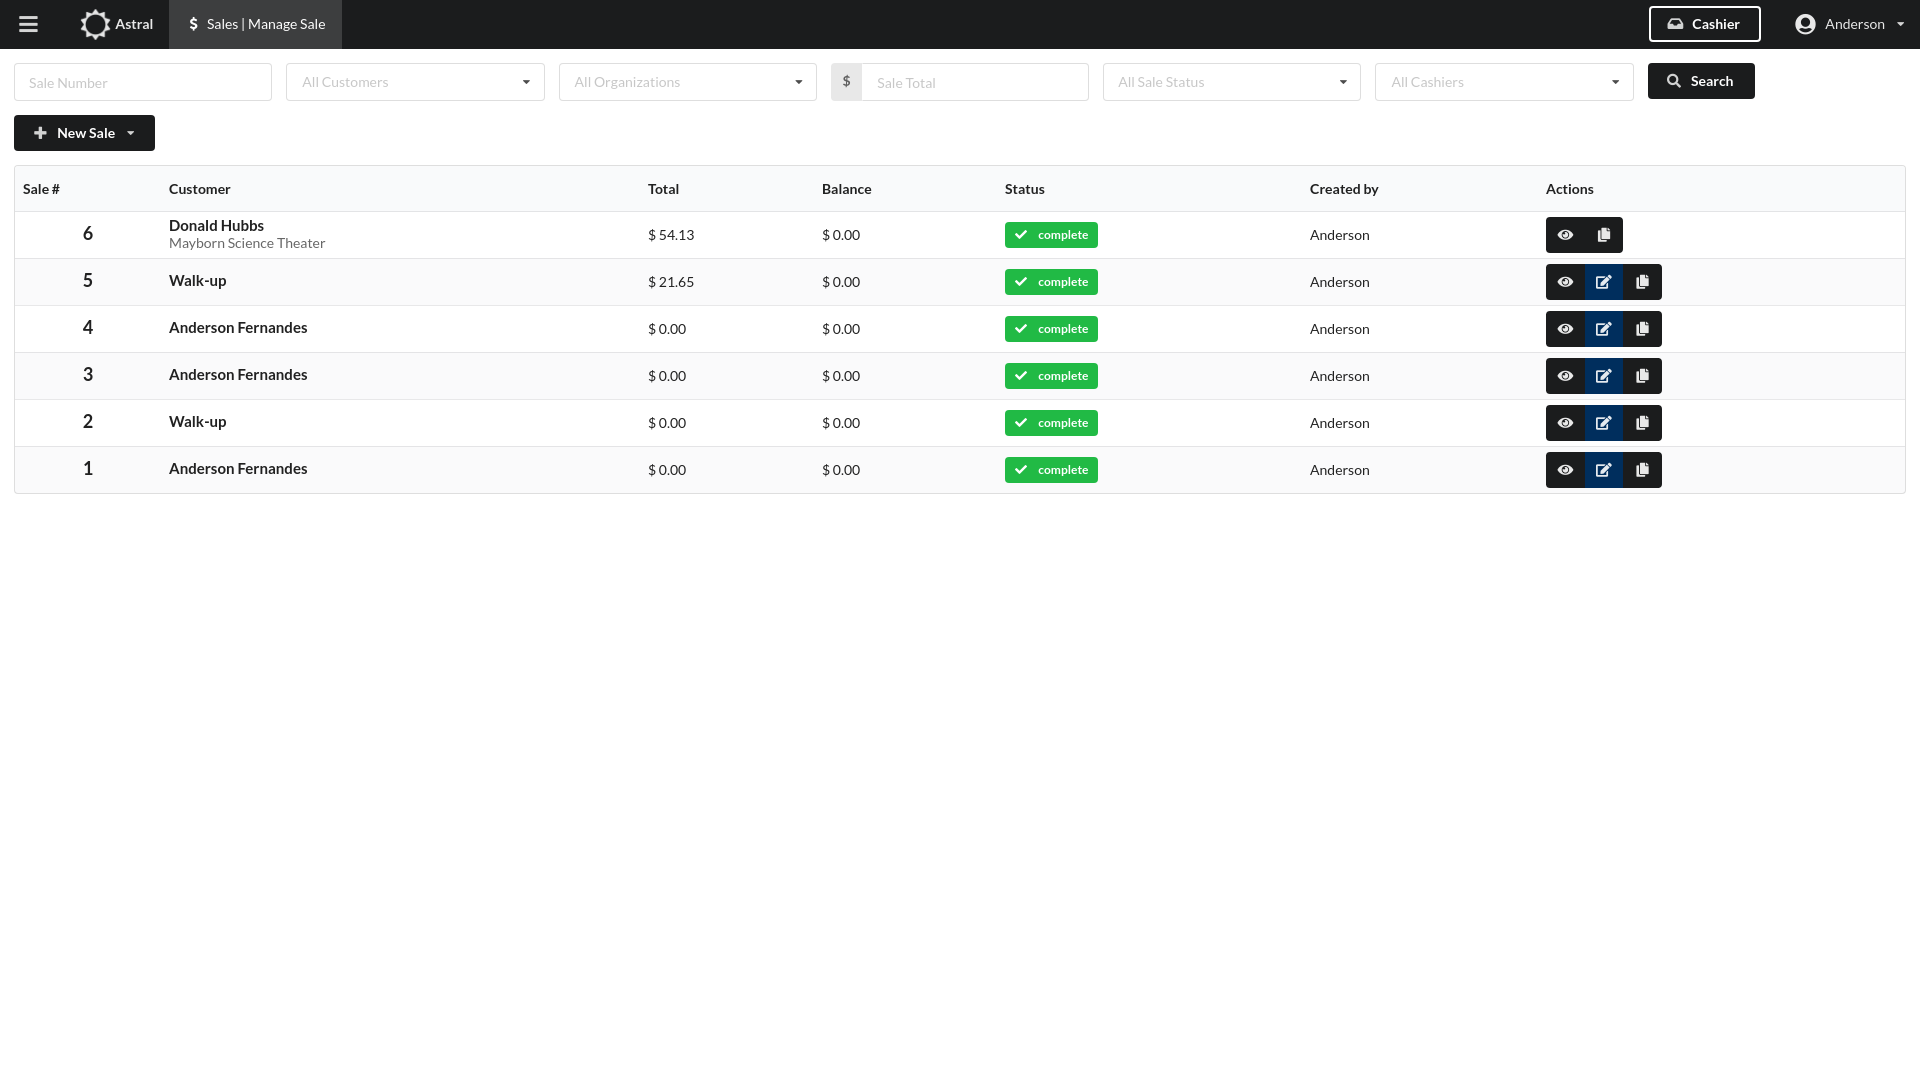 Astral
$ Sales | Manage Sale
Cashier
Anderson
Sale Number
All Customers
All Organizations
$ Sale Total
All Sale Status
All Cashiers
Search
New Sale
Sale # Customer Total Balance Status Created by Actions
6 Donald Hubbs $ 54.13 $ 0.00 complete Anderson
Mayborn Science Theater
5 Walk-up $ 21.65 $ 0.00 complete Anderson
4 Anderson Fernandes $ 0.00 $ 0.00 complete Anderson
3 Anderson Fernandes $ 0.00 $ 0.00 complete Anderson
2 Walk-up $ 0.00 $ 0.00 complete Anderson
1 Anderson Fernandes $ 0.00 $ 0.00 complete Anderson